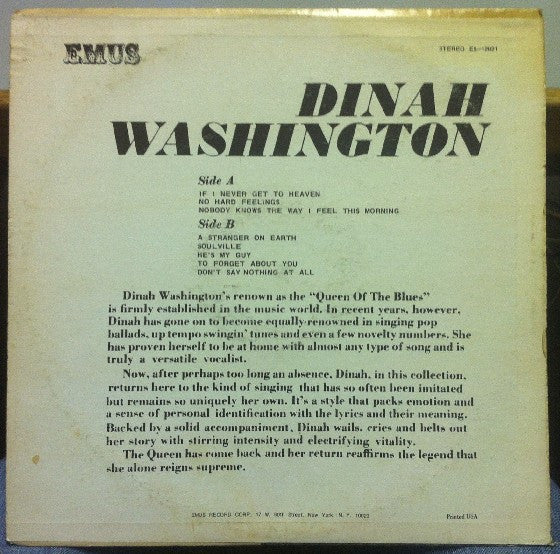 EMUS
STEREO ES-12021
DINAH
WASHINGTON
Side A
IF I NEVER GET TO HEAVEN
NO HARD FEELINGS
NOBODY KNOWS THE WAY I FEEL THIS MORNING
Side B
A STRANGER ON EARTH
SOULVILLE
HE'S MY GUY
TO FORGET ABOUT YOU
DON'T SAY NOTHING AT ALL
Dinah Washington's renown as the "Queen Of The Blues"
is firmly established in the music world. In recent years, however,
Dinah has gone on to become equally renowned in singing pop
ballads, up tempo swingin' tunes and even a few novelty numbers. She
has proven herself to be at home with almost any type of song and is
truly a versatile vocalist.
Now, after perhaps too long an absence, Dinah, in this collection,
returns here to the kind of singing that has so often been imitated
but remains so uniquely her own. It's a style that packs emotion and
a sense of personal identification with the lyrics and their meaning.
Backed by a solid accompaniment, Dinah wails, cries and belts out
her story with stirring intensity and electrifying vitality.
The Queen has come back and her return reaffirms the legend that
she alone reigns supreme.
EMUS RECORD CORP. 17 W. 60th Street, New York N. Y. 10023
Printed USA